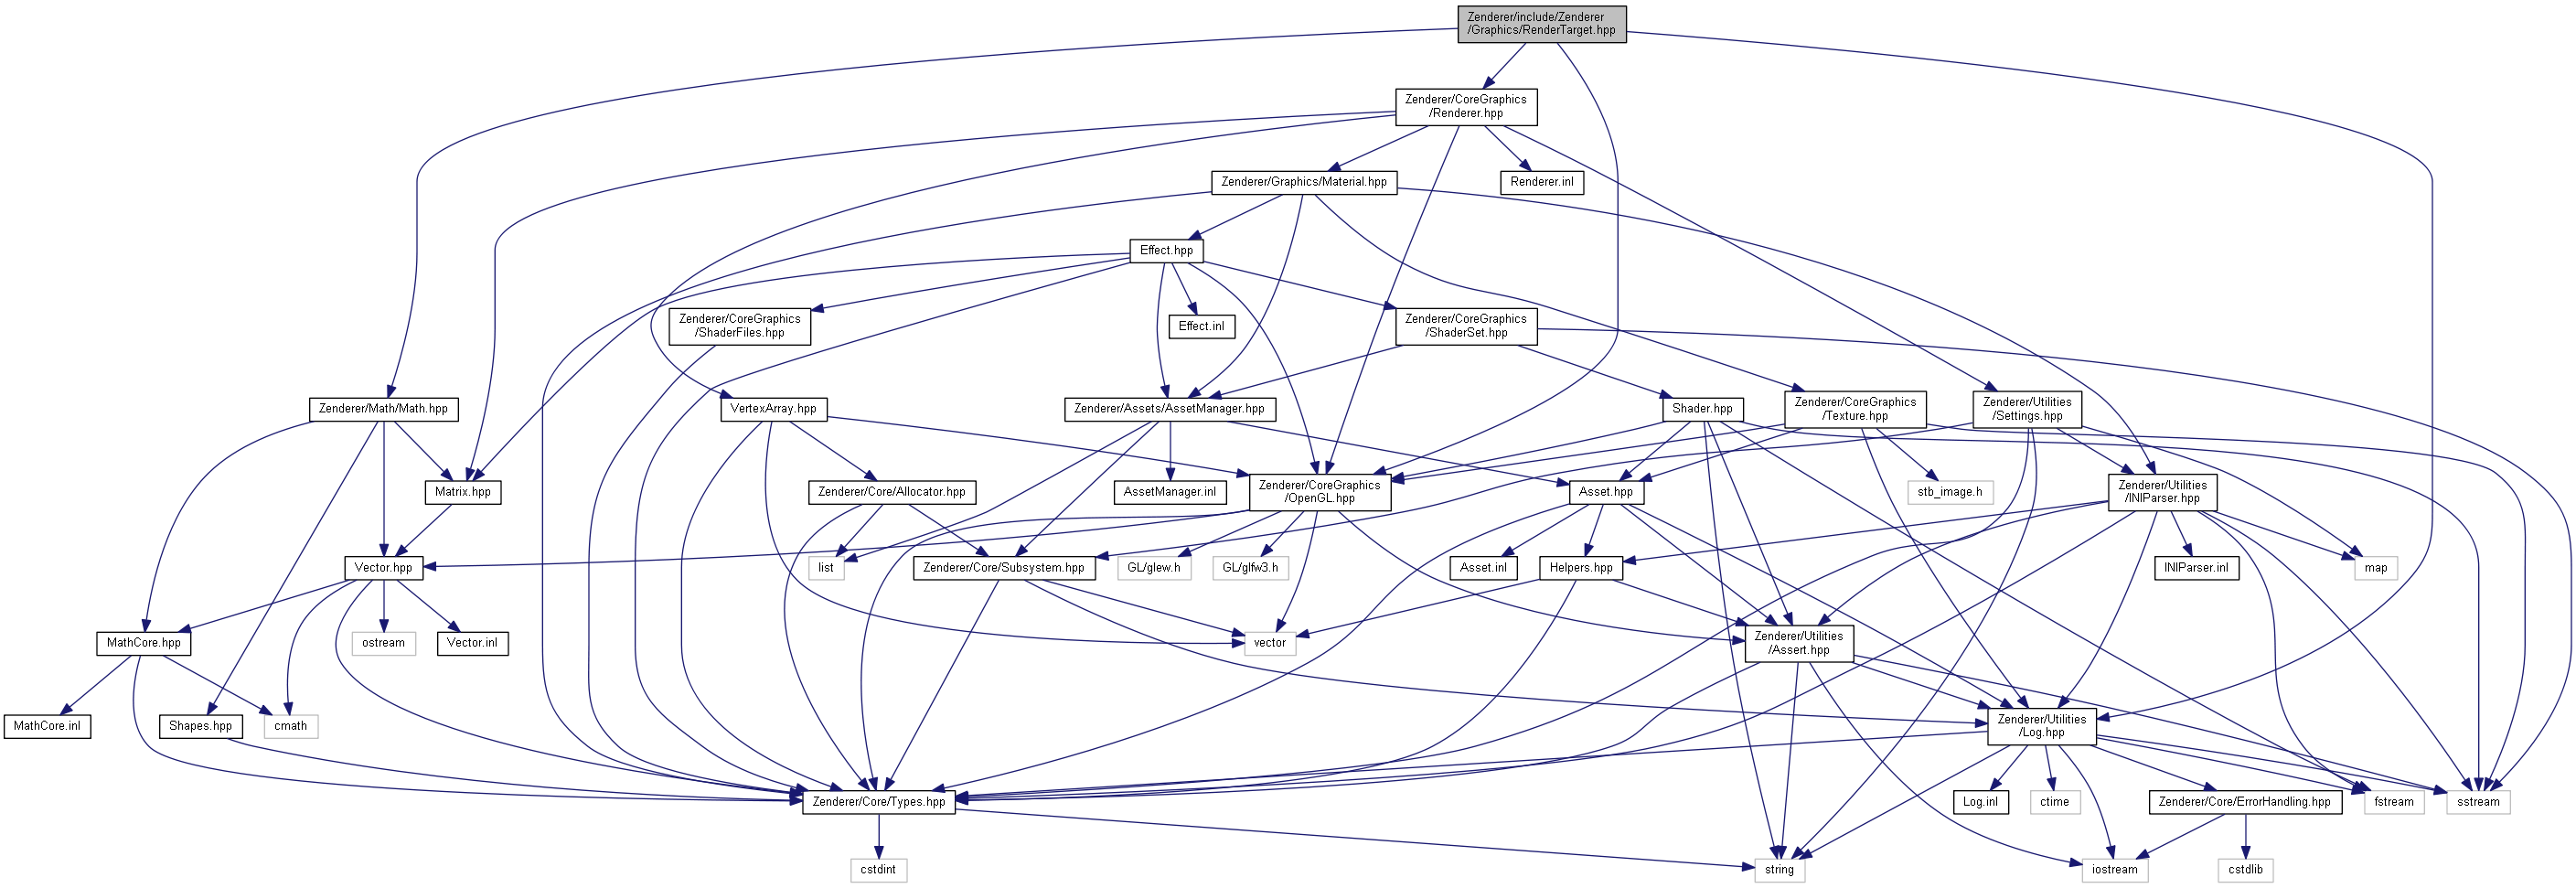 Zenderer/include/Zenderer
/Graphics/RenderTarget.hpp
Zenderer/CoreGraphics
/Renderer.hpp
Zenderer/Graphics/Material.hpp
Renderer.inl
Effect.hpp
Zenderer/CoreGraphics
/ShaderFiles.hpp
Effect.inl
Zenderer/CoreGraphics
/ShaderSet.hpp
Zenderer/Math/Math.hpp
VertexArray.hpp
Zenderer/Assets/AssetManager.hpp
Shader.hpp
Zenderer/CoreGraphics
/Texture.hpp
Zenderer/Utilities
/Settings.hpp
Matrix.hpp
Zenderer/Core/Allocator.hpp
AssetManager.inl
Zenderer/CoreGraphics
/OpenGL.hpp
Asset.hpp
stb_image.h
Zenderer/Utilities
/INIParser.hpp
Vector.hpp
list
Zenderer/Core/Subsystem.hpp
GL/glew.h
GL/glfw3.h
Asset.inl
Helpers.hpp
INIParser.inl
map
MathCore.hpp
ostream
Vector.inl
vector
Zenderer/Utilities
/Assert.hpp
MathCore.inl
Shapes.hpp
cmath
Zenderer/Utilities
/Log.hpp
Zenderer/Core/Types.hpp
Log.inl
ctime
Zenderer/Core/ErrorHandling.hpp
fstream
sstream
cstdint
string
iostream
cstdlib